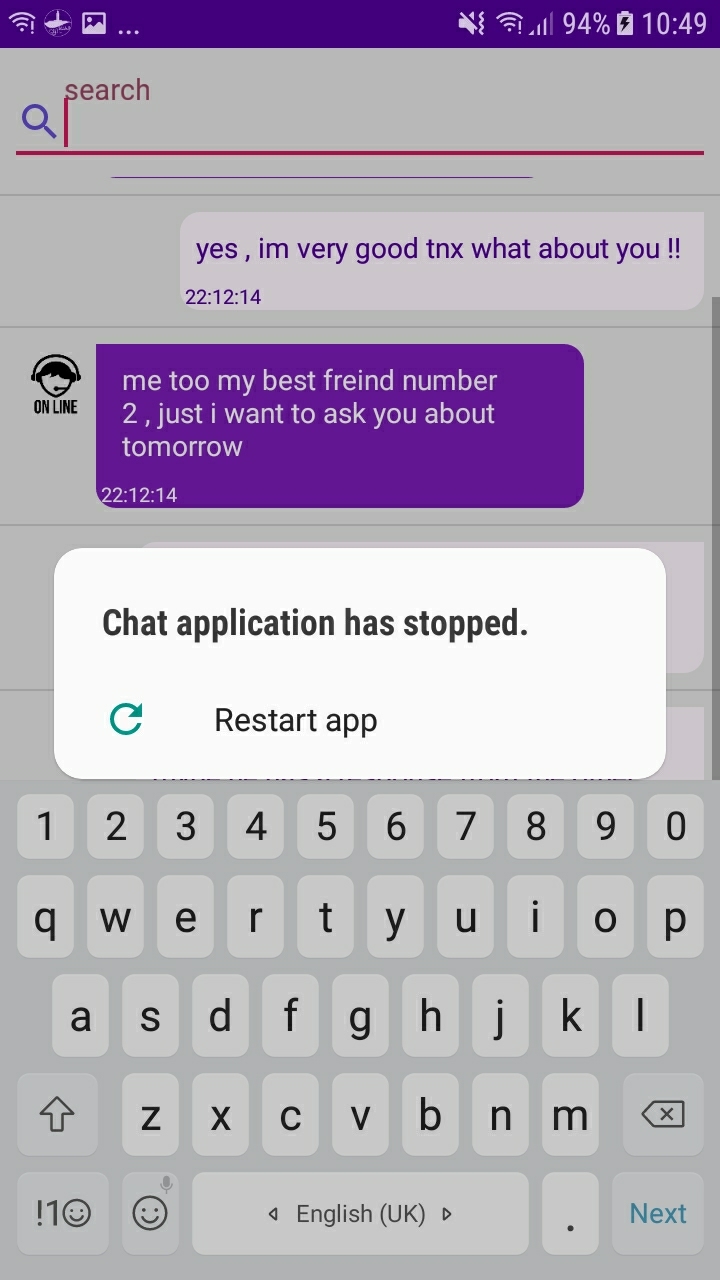 ... 94% 10:49
search
yes , im very good tnx what about you !!
22:12:14
me too my best freind number
2 , just i want to ask you about
tomorrow
ON LINE
22:12:14
Chat application has stopped.
Restart app
1 2 3 4 5 6 7 8 9 0
q w e r t y u i o p
a s d f g h j k l
z x c v b n m
!1☺ English (UK) . Next